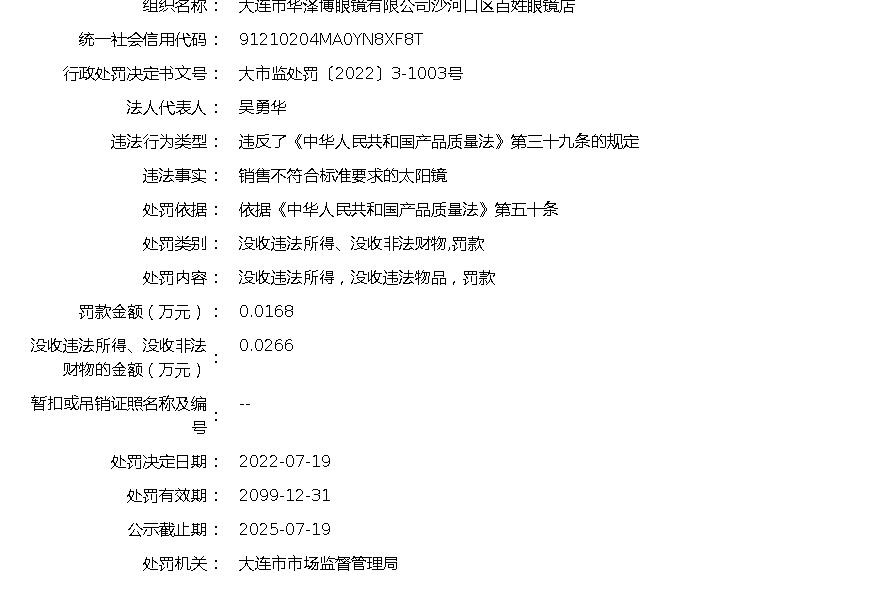 组织名称： 大连市华泽博眼镜有限公司沙河口区百姓眼镜店
统一社会信用代码： 91210204MA0YN8XF8T
行政处罚决定书文号： 大市监处罚〔2022〕3-1003号
法人代表人： 吴勇华
违法行为类型： 违反了《中华人民共和国产品质量法》第三十九条的规定
违法事实： 销售不符合标准要求的太阳镜
处罚依据： 依据《中华人民共和国产品质量法》第五十条
处罚类别： 没收违法所得、没收非法财物,罚款
处罚内容： 没收违法所得，没收违法物品，罚款
罚款金额（万元）： 0.0168
没收违法所得、没收非法
财物的金额（万元）： 0.0266
暂扣或吊销证照名称及编
号： --
处罚决定日期： 2022-07-19
处罚有效期： 2099-12-31
公示截止期： 2025-07-19
处罚机关： 大连市市场监督管理局